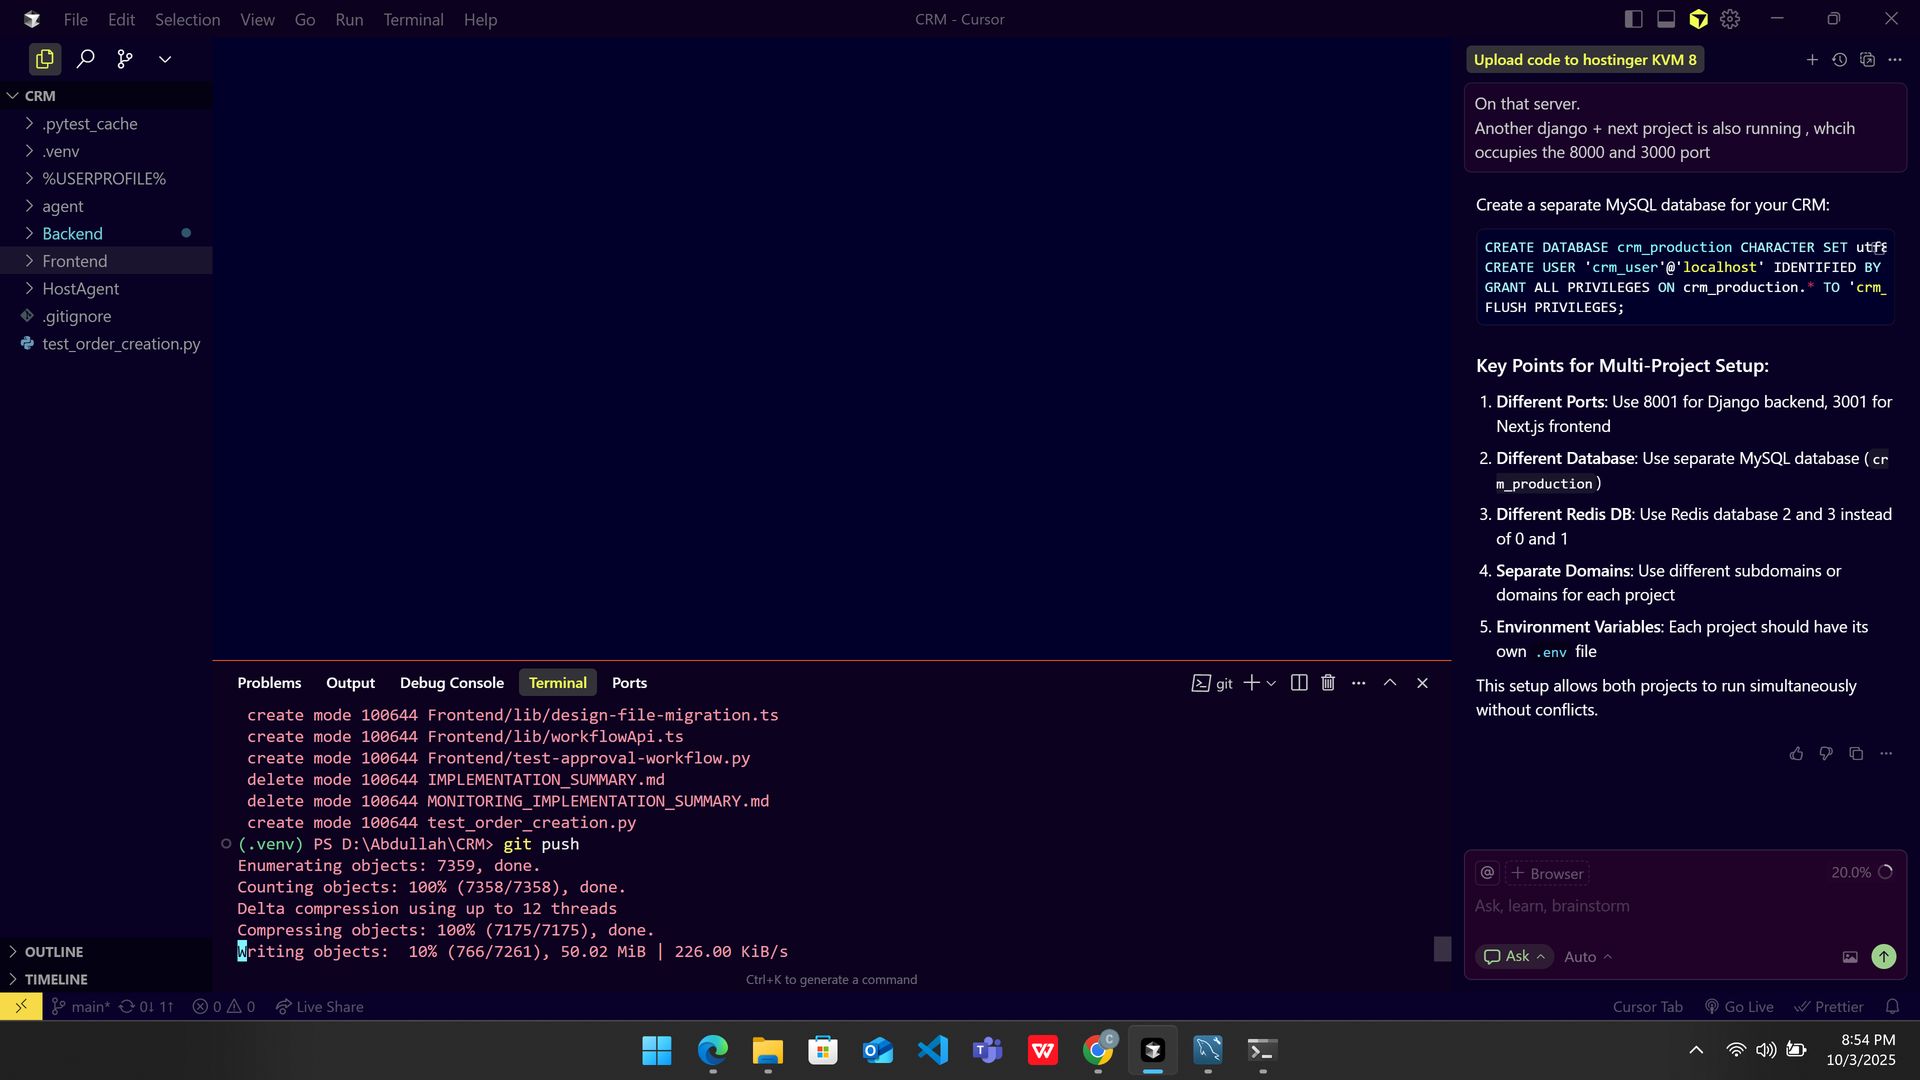 File Edit Selection View Go Run Terminal Help
CRM - Cursor
CRM
.pytest_cache
.venv
%USERPROFILE%
agent
Backend
Frontend
HostAgent
.gitignore
test_order_creation.py
OUTLINE
TIMELINE
Problems Output Debug Console Terminal Ports
git
create mode 100644 Frontend/lib/design-file-migration.ts
create mode 100644 Frontend/lib/workflowApi.ts
create mode 100644 Frontend/test-approval-workflow.py
delete mode 100644 IMPLEMENTATION_SUMMARY.md
delete mode 100644 MONITORING_IMPLEMENTATION_SUMMARY.md
create mode 100644 test_order_creation.py
(.venv) PS D:\Abdullah\CRM> git push
Enumerating objects: 7359, done.
Counting objects: 100% (7358/7358), done.
Delta compression using up to 12 threads
Compressing objects: 100% (7175/7175), done.
Writing objects: 10% (766/7261), 50.02 MiB | 226.00 KiB/s
Ctrl+K to generate a command
Upload code to hostinger KVM 8
On that server.
Another django + next project is also running , whcih
occupies the 8000 and 3000 port
Create a separate MySQL database for your CRM:
CREATE DATABASE crm_production CHARACTER SET
CREATE USER 'crm_user'@'localhost' IDENTIFIED BY
GRANT ALL PRIVILEGES ON crm_production.* TO 'crm_
FLUSH PRIVILEGES;
Key Points for Multi-Project Setup:
1. Different Ports: Use 8001 for Django backend, 3001 for
Next.js frontend
2. Different Database: Use separate MySQL database (cr
m_production)
3. Different Redis DB: Use Redis database 2 and 3 instead
of 0 and 1
4. Separate Domains: Use different subdomains or
domains for each project
5. Environment Variables: Each project should have its
own .env file
This setup allows both projects to run simultaneously
without conflicts.
@ + Browser 20.0%
Ask, learn, brainstorm
Ask Auto
main* 0↓ 1↑ 0 0 Live Share
Cursor Tab Go Live Prettier
C
8:54 PM
10/3/2025